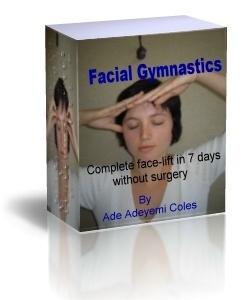 Facial Gymnastics
Complete face-lift in 7 days
without surgery
By
Ade Adeyemi Coles